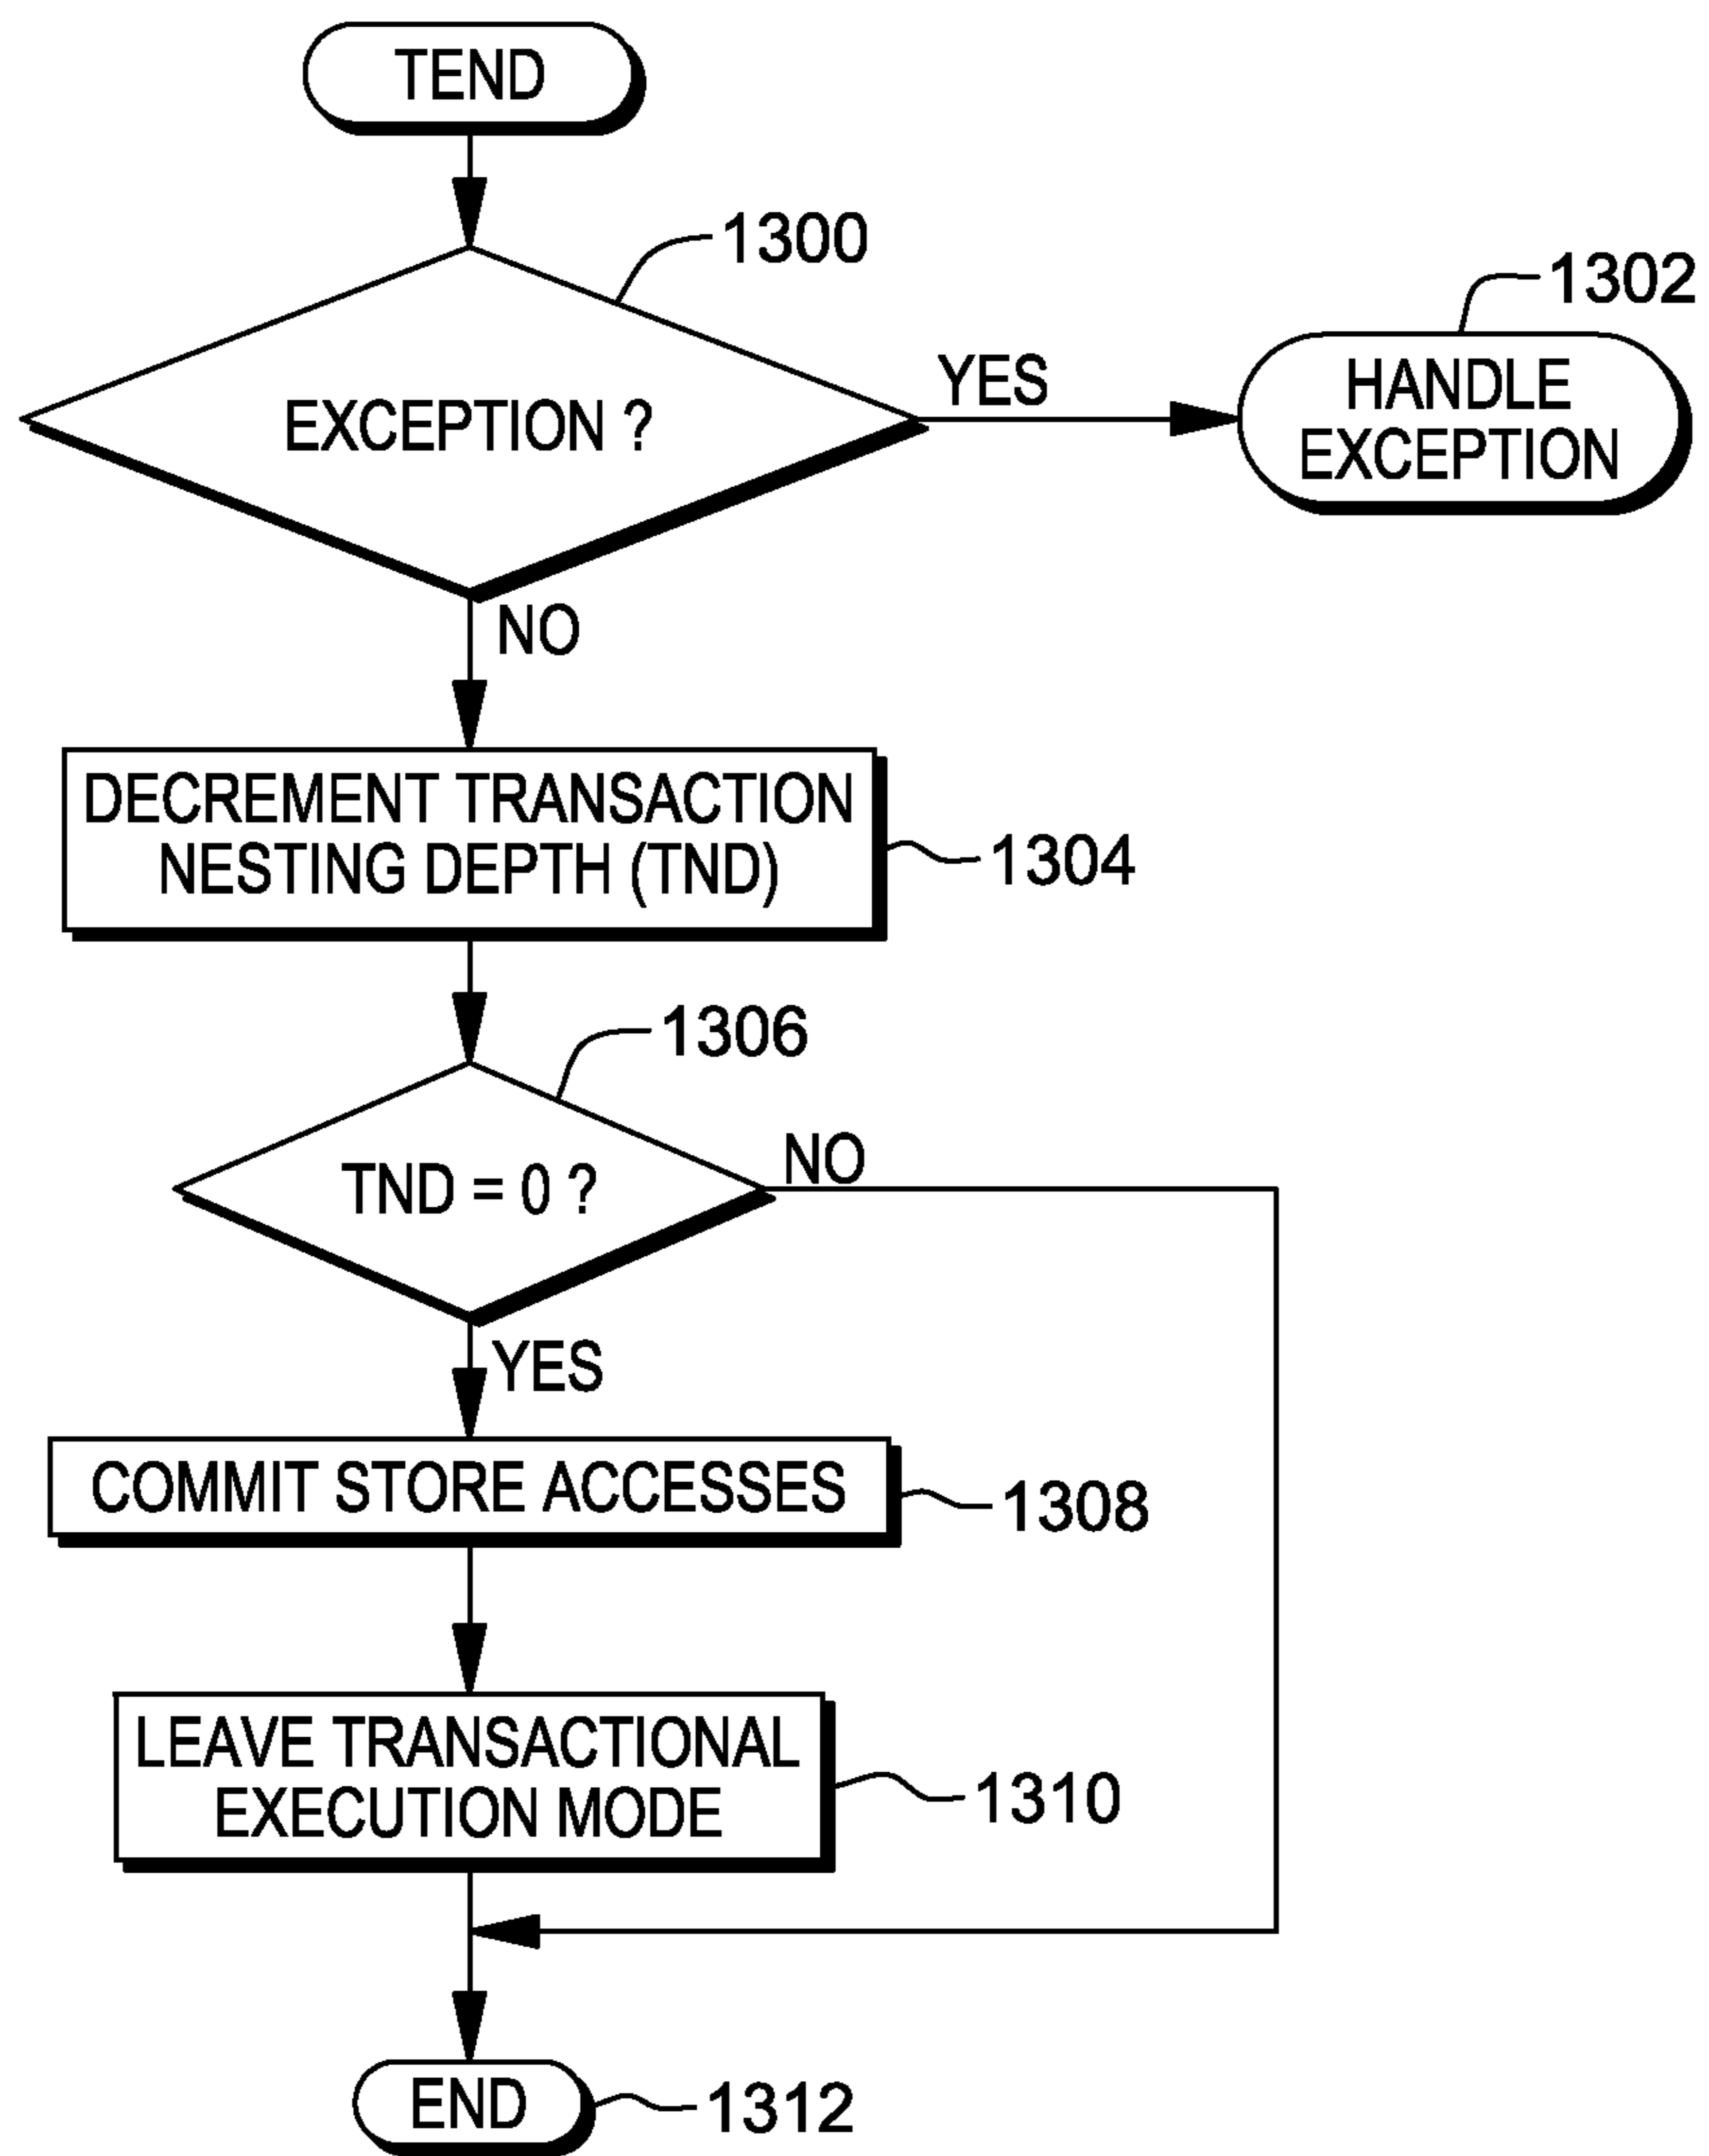 TEND
1300
EXCEPTION ?
YES
1302
HANDLE
EXCEPTION
NO
DECREMENT TRANSACTION
NESTING DEPTH (TND)
1304
1306
TND = 0 ?
NO
YES
COMMIT STORE ACCESSES
1308
LEAVE TRANSACTIONAL
EXECUTION MODE
1310
END
1312